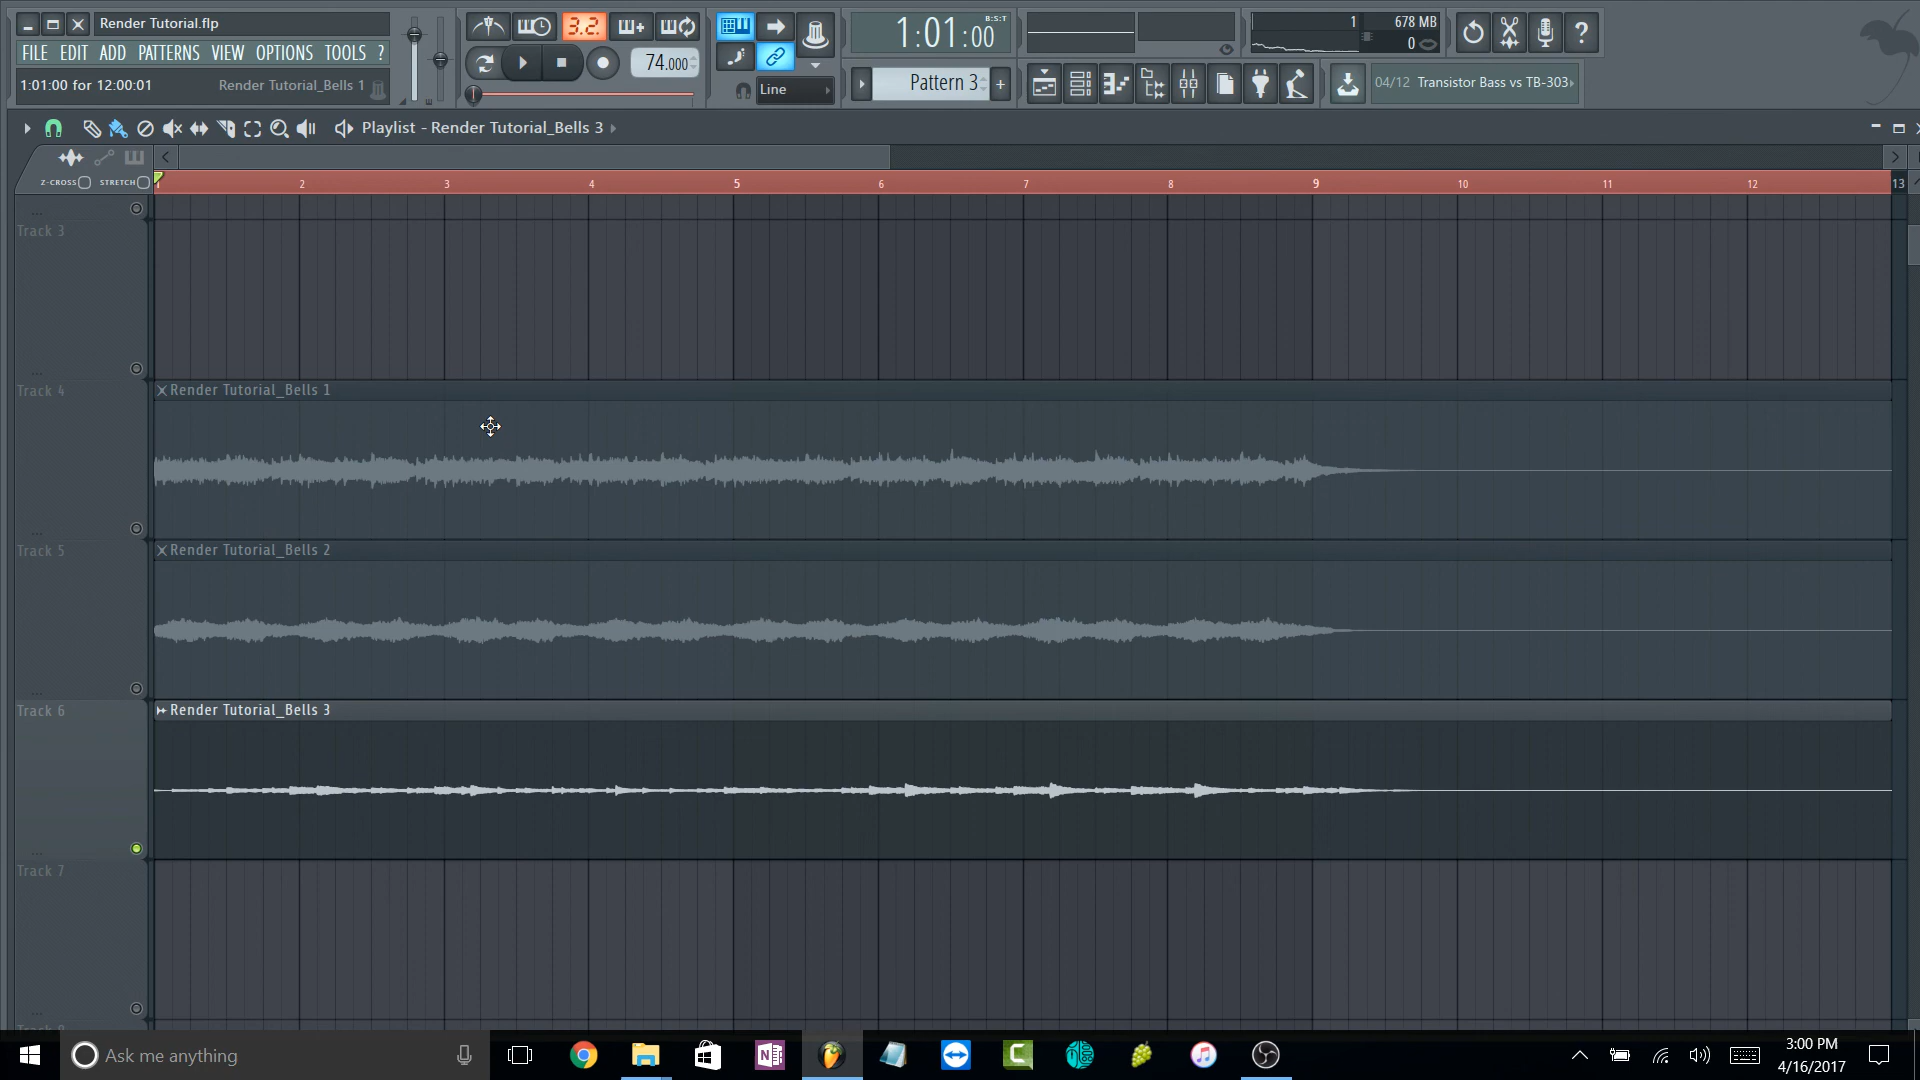 Render Tutorial.flp
FILE EDIT ADD PATTERNS VIEW OPTIONS TOOLS ?
1:01:00 for 12:00:01 Render Tutorial_Bells 1
3.2.
74.000
Line
1:01:00
B:S:T
Pattern 3
+
1
678 MB
0
?
04/12 Transistor Bass vs TB-303
Playlist - Render Tutorial_Bells 3
Z-CROSS STRETCH
1 2 3 4 5 6 7 8 9 10 11 12 13
Track 3
Track 4
Render Tutorial_Bells 1
Track 5
Render Tutorial_Bells 2
Track 6
Render Tutorial_Bells 3
Track 7
Ask me anything
3:00 PM
4/16/2017